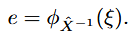 $e = \phi_{\hat{X}^{-1}}(\xi).$